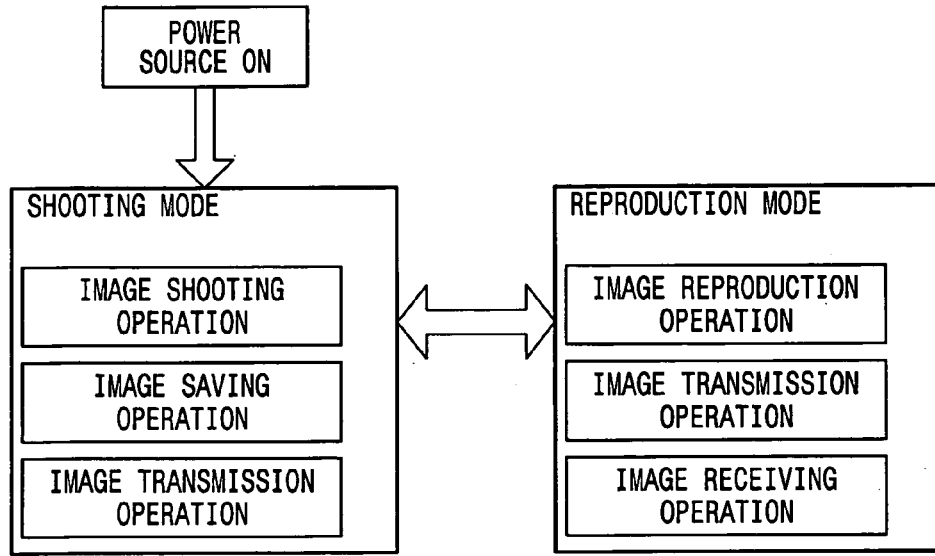 POWER
SOURCE ON
SHOOTING MODE
IMAGE SHOOTING
OPERATION
IMAGE SAVING
OPERATION
IMAGE TRANSMISSION
OPERATION
REPRODUCTION MODE
IMAGE REPRODUCTION
OPERATION
IMAGE TRANSMISSION
OPERATION
IMAGE RECEIVING
OPERATION